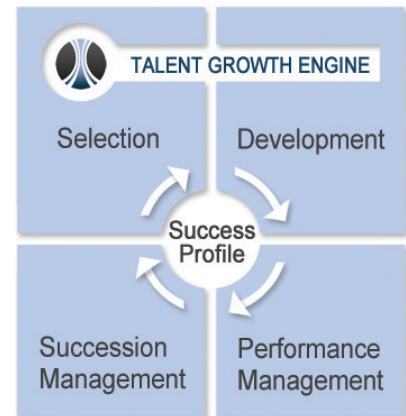 TALENT GROWTH ENGINE
Selection
Development
Success
Profile
Succession
Management
Performance
Management